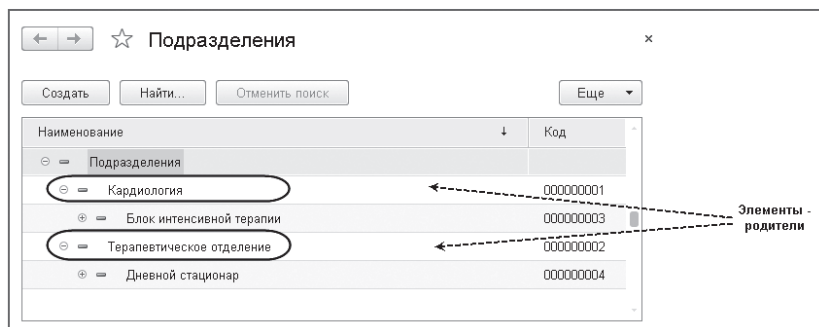 Подразделения
Создать Найти... Отменить поиск Еще
Наименование Код
Подразделения
Кардиология 000000001
Блок интенсивной терапии 000000003
Терапевтическое отделение 000000002
Дневной стационар 000000004
Элементы -
родители